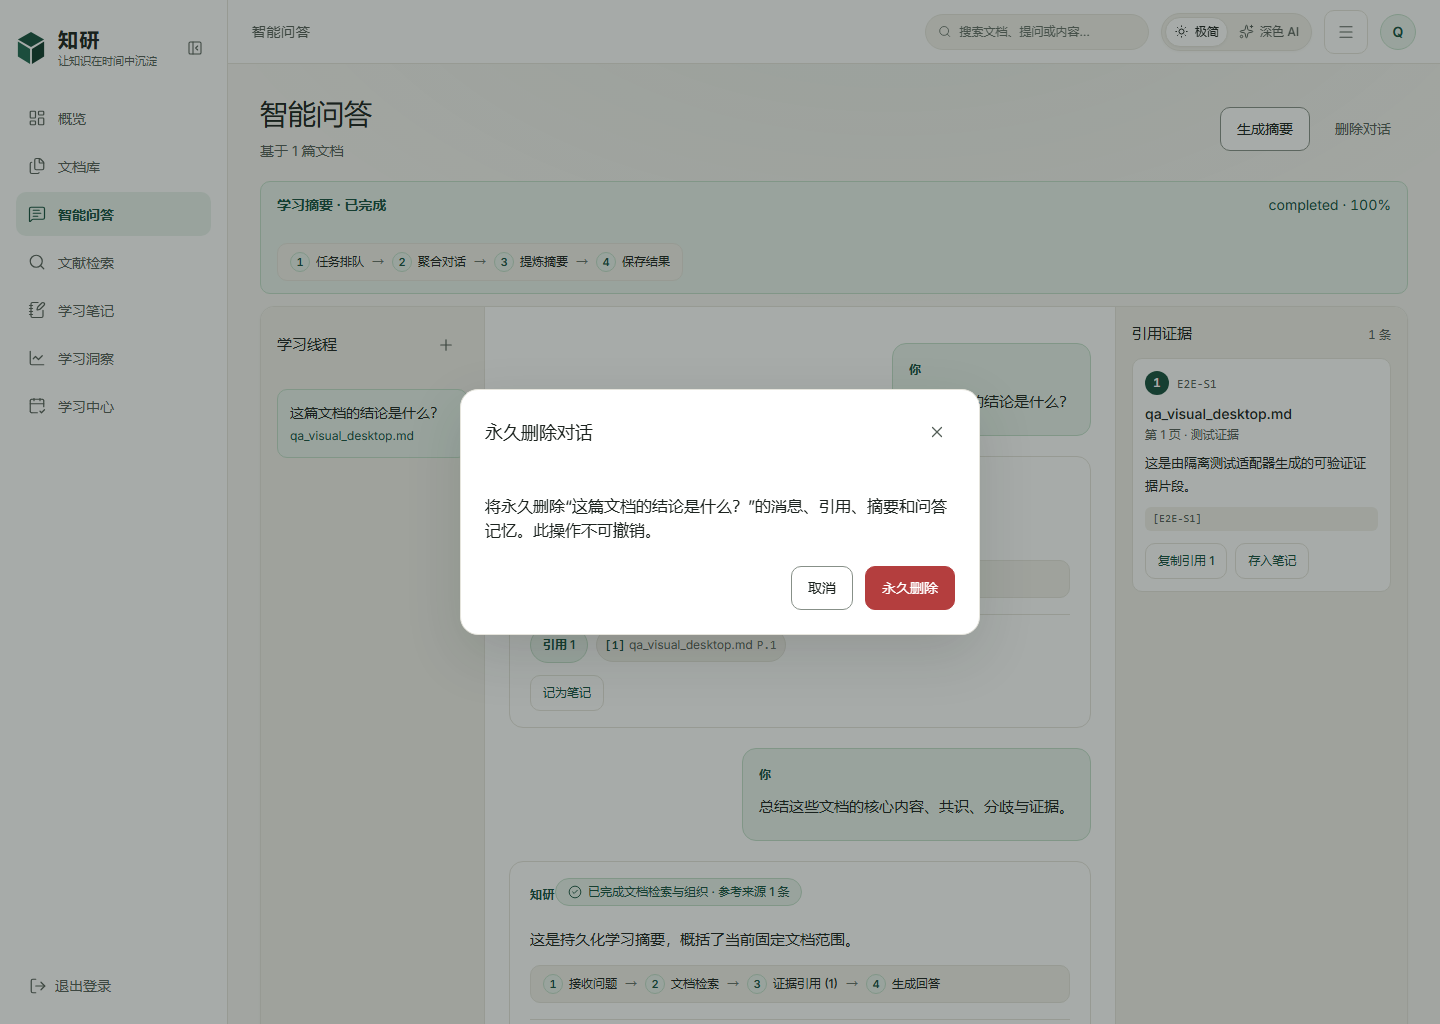 知研
让知识在时间中沉淀
概览
文档库
智能问答
文献检索
学习笔记
学习洞察
学习中心
退出登录
智能问答
搜索文档、提问或内容...
极简
深色 AI
Q
智能问答
基于 1 篇文档
生成摘要
删除对话
学习摘要 · 已完成
completed · 100%
1 任务排队 → 2 聚合对话 → 3 提炼摘要 → 4 保存结果
学习线程
这篇文档的结论是什么？
qa_visual_desktop.md
你
的结论是什么？
永久删除对话
将永久删除“这篇文档的结论是什么？”的消息、引用、摘要和问答
记忆。此操作不可撤销。
取消
永久删除
引用 1
[1] qa_visual_desktop.md P.1
记为笔记
你
总结这些文档的核心内容、共识、分歧与证据。
知研
已完成文档检索与组织 · 参考来源 1 条
这是持久化学习摘要，概括了当前固定文档范围。
1 接收问题 → 2 文档检索 → 3 证据引用 (1) → 4 生成回答
引用证据
1 条
1 E2E-S1
qa_visual_desktop.md
第 1 页 · 测试证据
这是由隔离测试适配器生成的可验证证
据片段。
[E2E-S1]
复制引用 1
存入笔记